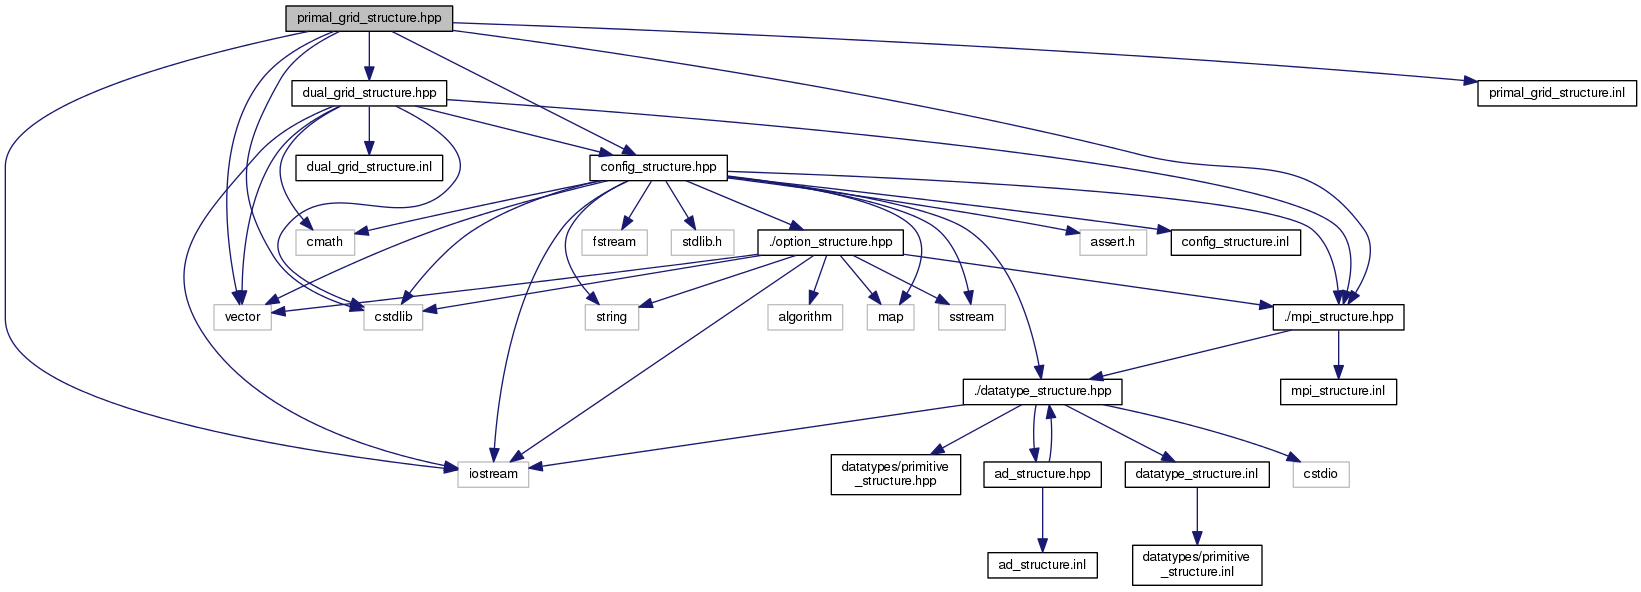 primal_grid_structure.hpp
dual_grid_structure.hpp
primal_grid_structure.inl
dual_grid_structure.inl
config_structure.hpp
cmath
fstream
stdlib.h
./option_structure.hpp
assert.h
config_structure.inl
vector
cstdlib
string
algorithm
map
sstream
./mpi_structure.hpp
./datatype_structure.hpp
mpi_structure.inl
iostream
datatypes/primitive
_structure.hpp
ad_structure.hpp
datatype_structure.inl
cstdio
ad_structure.inl
datatypes/primitive
_structure.inl